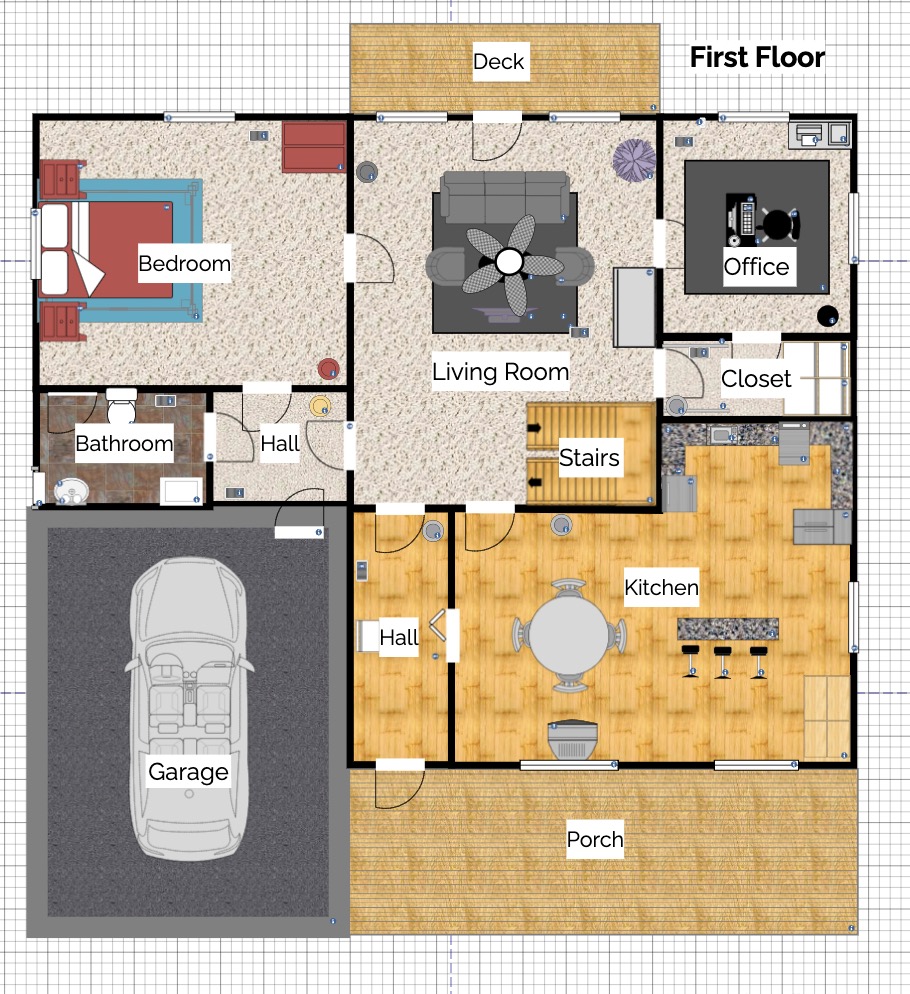 Deck
First Floor
Bedroom
Office
Living Room
Closet
Bathroom
Hall
Stairs
Kitchen
Hall
Garage
Porch